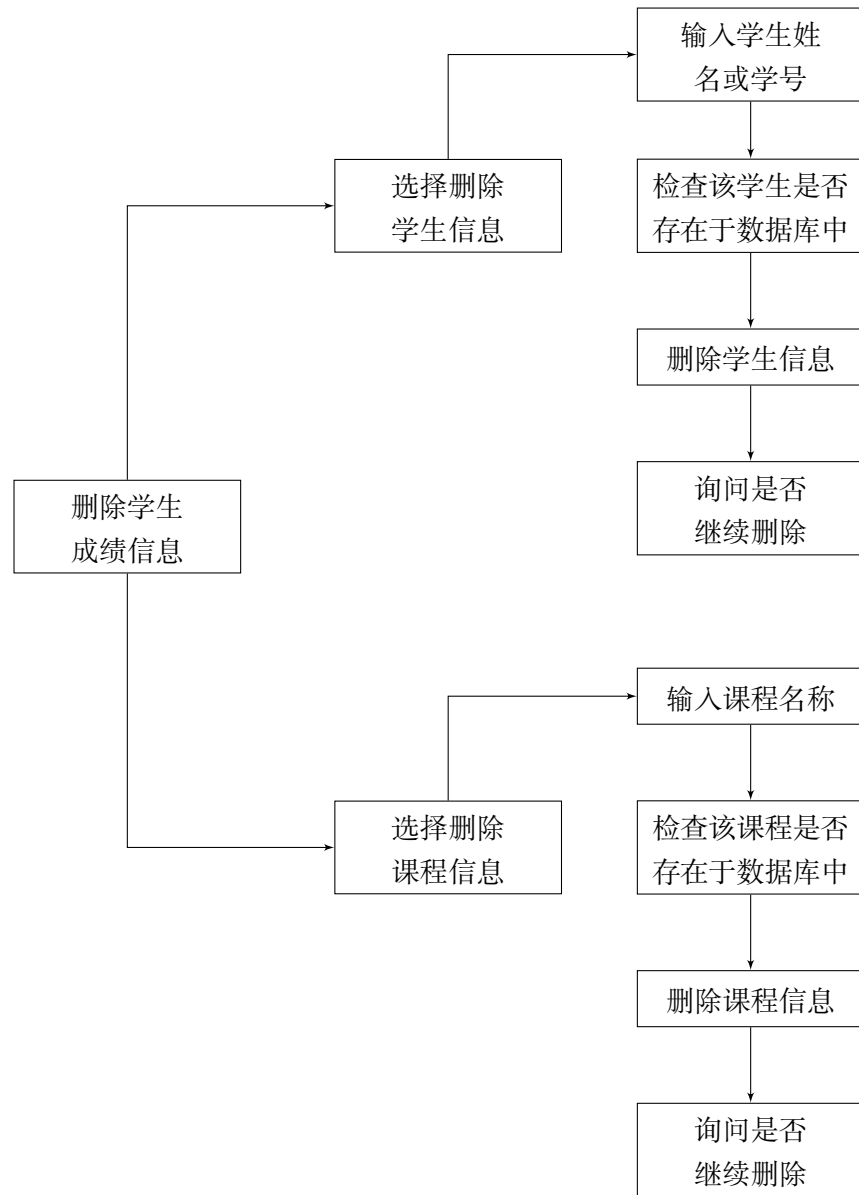 输入学生姓
名或学号
选择删除
学生信息
检查该学生是否
存在于数据库中
删除学生信息
询问是否
继续删除
删除学生
成绩信息
输入课程名称
选择删除
课程信息
检查该课程是否
存在于数据库中
删除课程信息
询问是否
继续删除